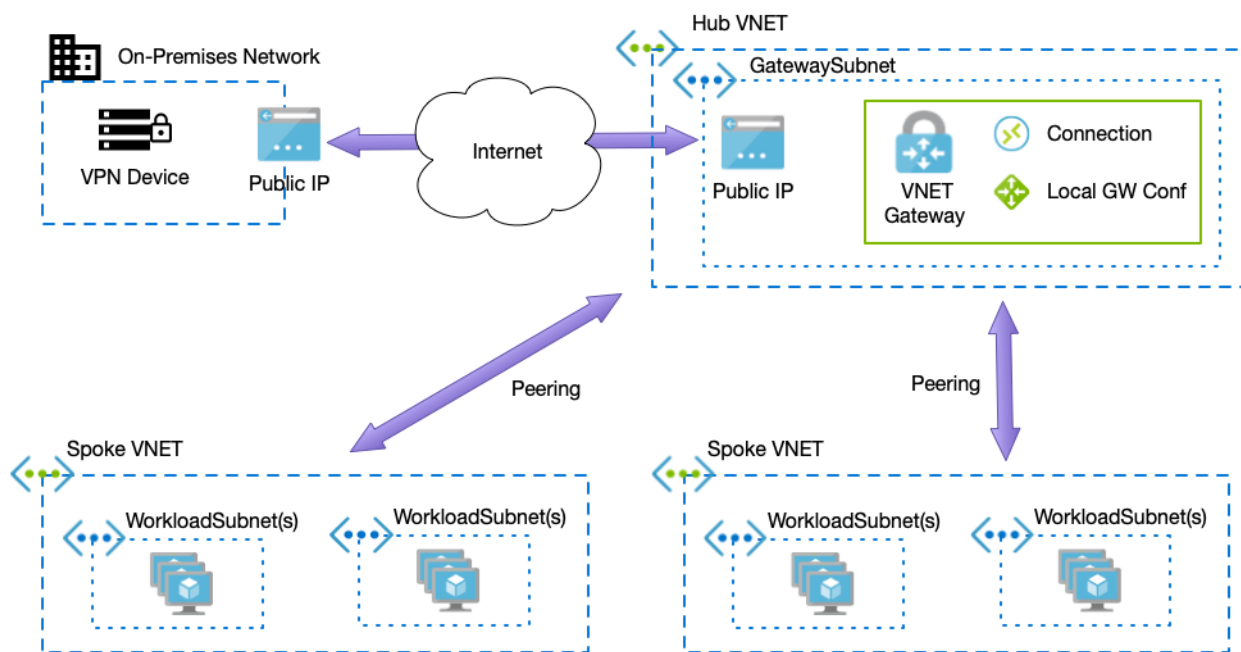 Hub VNET
On-Premises Network
GatewaySubnet
Connection
Internet
VPN Device
Public IP
Public IP
VNET
Gateway
Local GW Conf
Peering
Peering
Spoke VNET
Spoke VNET
WorkloadSubnet(s)
WorkloadSubnet(s)
WorkloadSubnet(s)
WorkloadSubnet(s)